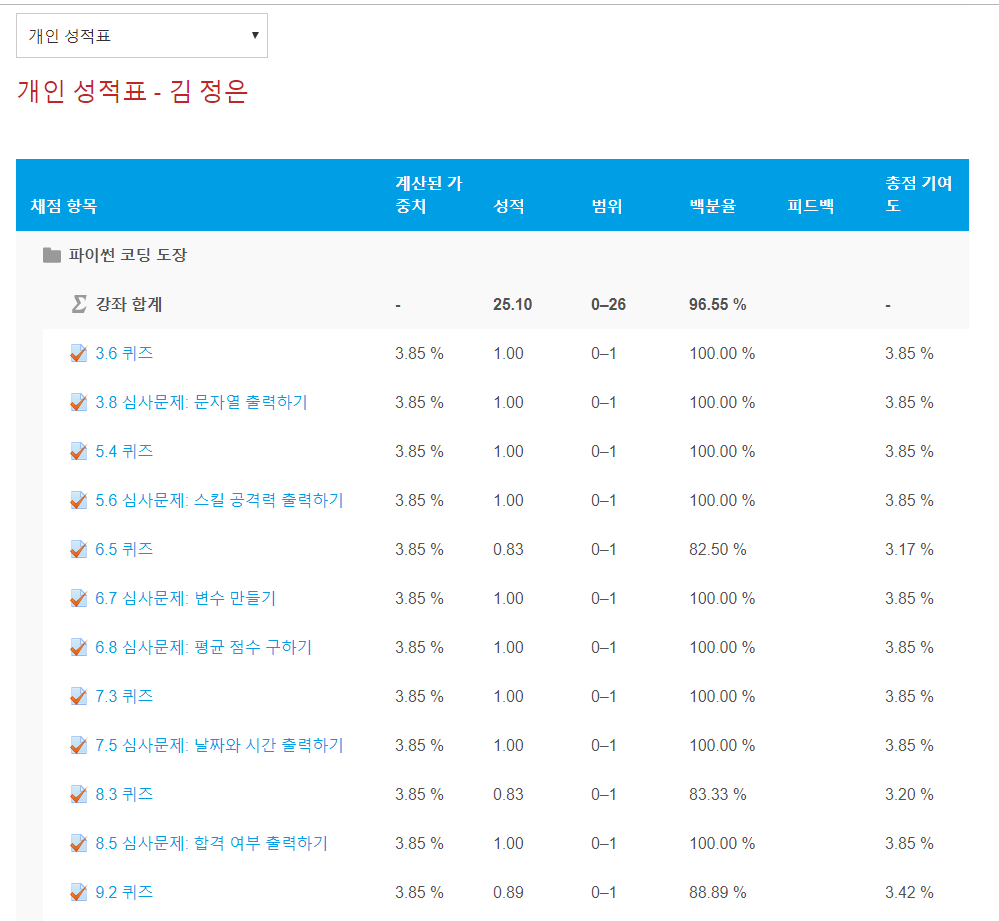 개인 성적표 ▼
개인 성적표 - 김 정은
채점 항목 계산된 가중치 성적 범위 백분율 피드백 총점 기여도
파이썬 코딩 도장
강좌 합계 - 25.10 0–26 96.55 % -
3.6 퀴즈 3.85 % 1.00 0–1 100.00 % 3.85 %
3.8 심사문제: 문자열 출력하기 3.85 % 1.00 0–1 100.00 % 3.85 %
5.4 퀴즈 3.85 % 1.00 0–1 100.00 % 3.85 %
5.6 심사문제: 스킬 공격력 출력하기 3.85 % 1.00 0–1 100.00 % 3.85 %
6.5 퀴즈 3.85 % 0.83 0–1 82.50 % 3.17 %
6.7 심사문제: 변수 만들기 3.85 % 1.00 0–1 100.00 % 3.85 %
6.8 심사문제: 평균 점수 구하기 3.85 % 1.00 0–1 100.00 % 3.85 %
7.3 퀴즈 3.85 % 1.00 0–1 100.00 % 3.85 %
7.5 심사문제: 날짜와 시간 출력하기 3.85 % 1.00 0–1 100.00 % 3.85 %
8.3 퀴즈 3.85 % 0.83 0–1 83.33 % 3.20 %
8.5 심사문제: 합격 여부 출력하기 3.85 % 1.00 0–1 100.00 % 3.85 %
9.2 퀴즈 3.85 % 0.89 0–1 88.89 % 3.42 %